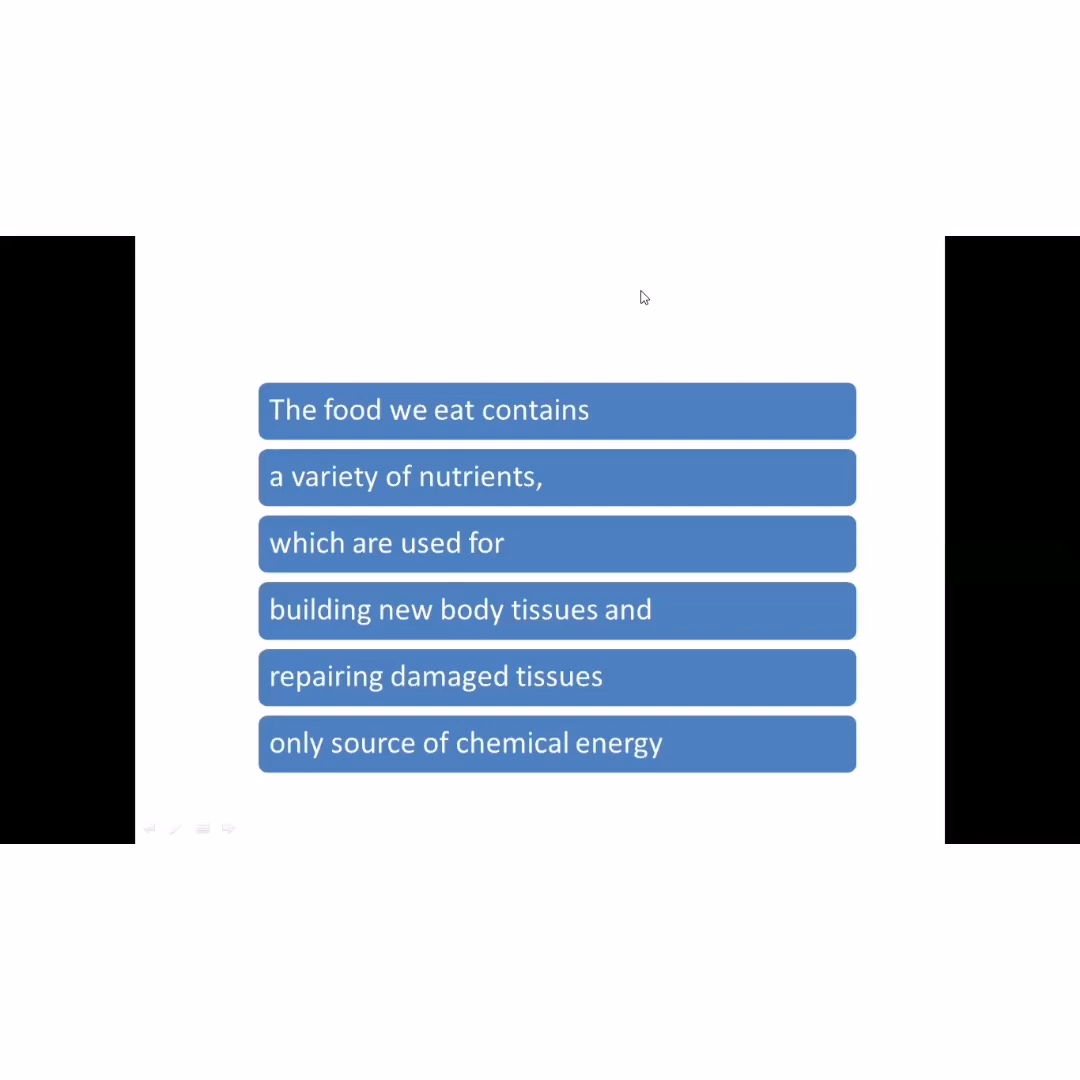 The food we eat contains
a variety of nutrients,
which are used for
building new body tissues and
repairing damaged tissues
only source of chemical energy